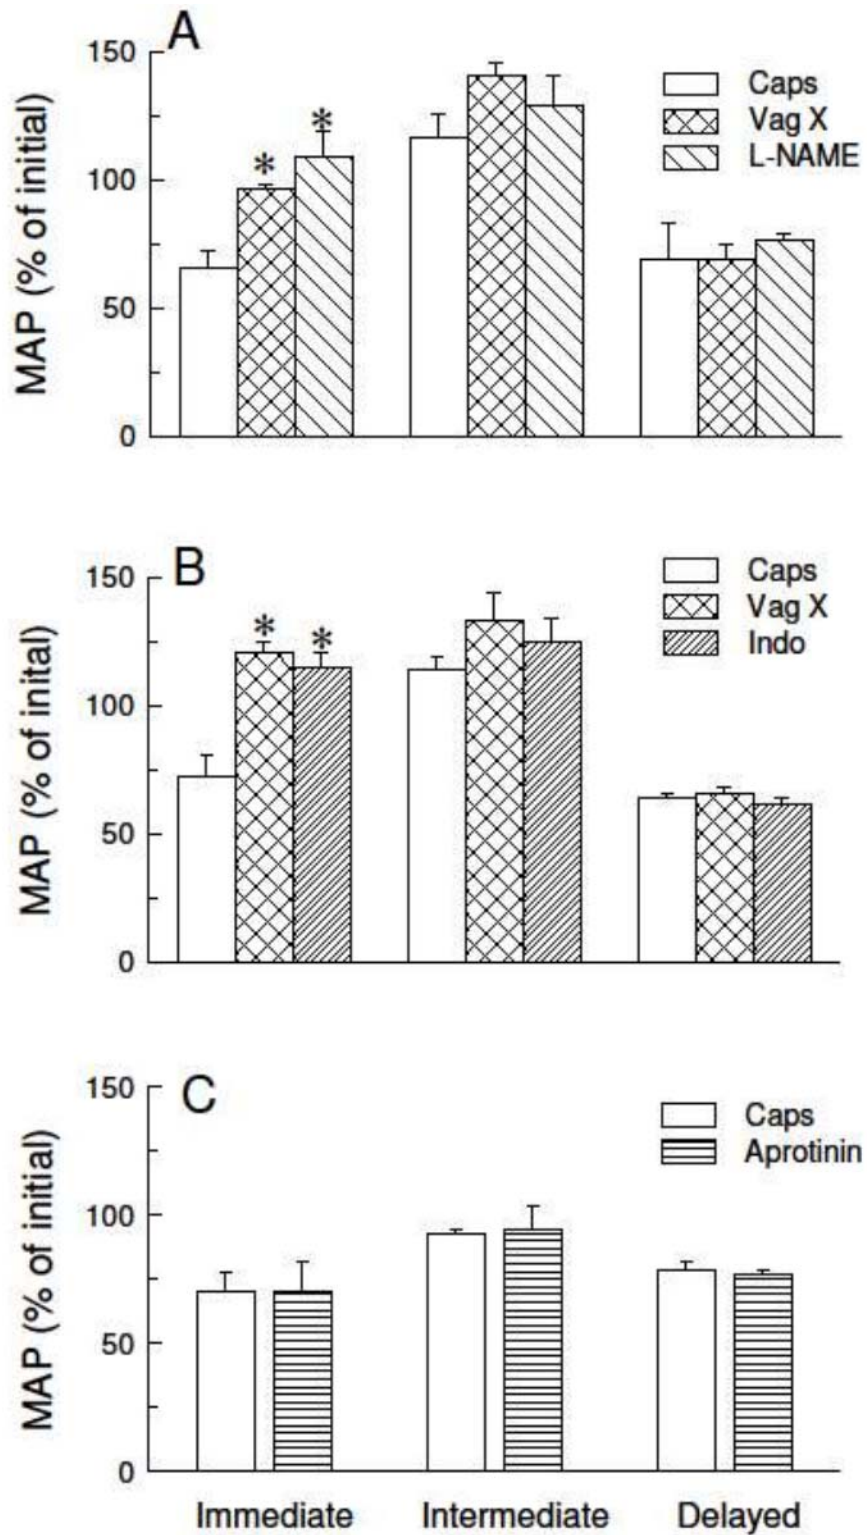 A
150
100
50
0
MAP (% of initial)
*
*
Caps
Vag X
L-NAME
B
150
100
50
0
MAP (% of inital)
*
*
Caps
Vag X
Indo
C
150
100
50
0
MAP (% of initial)
Caps
Aprotinin
Immediate Intermediate Delayed